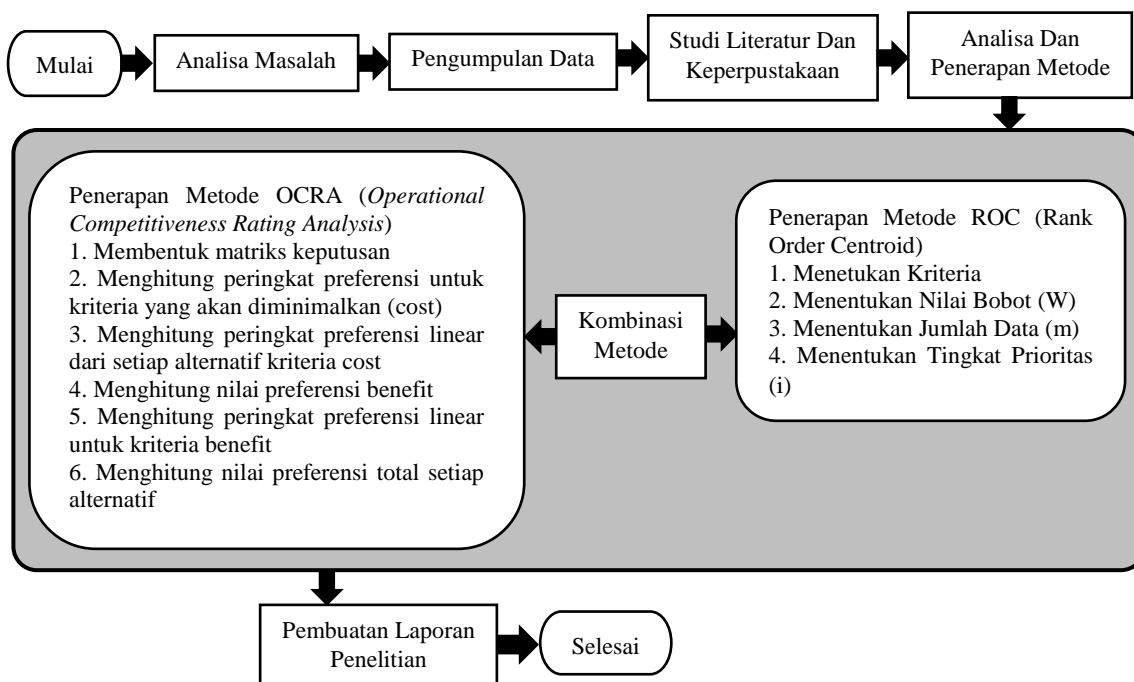 Mulai
Analisa Masalah
Pengumpulan Data
Studi Literatur Dan
Keperpustakaan
Analisa Dan
Penerapan Metode
Penerapan Metode OCRA (Operational
Competitiveness Rating Analysis)
1. Membentuk matriks keputusan
2. Menghitung peringkat preferensi untuk
kriteria yang akan diminimalkan (cost)
3. Menghitung peringkat preferensi linear
dari setiap alternatif kriteria cost
4. Menghitung nilai preferensi benefit
5. Menghitung peringkat preferensi linear
untuk kriteria benefit
6. Menghitung nilai preferensi total setiap
alternatif
Kombinasi
Metode
Penerapan Metode ROC (Rank
Order Centroid)
1. Menetukan Kriteria
2. Menentukan Nilai Bobot (W)
3. Menentukan Jumlah Data (m)
4. Menentukan Tingkat Prioritas
(i)
Pembuatan Laporan
Penelitian
Selesai